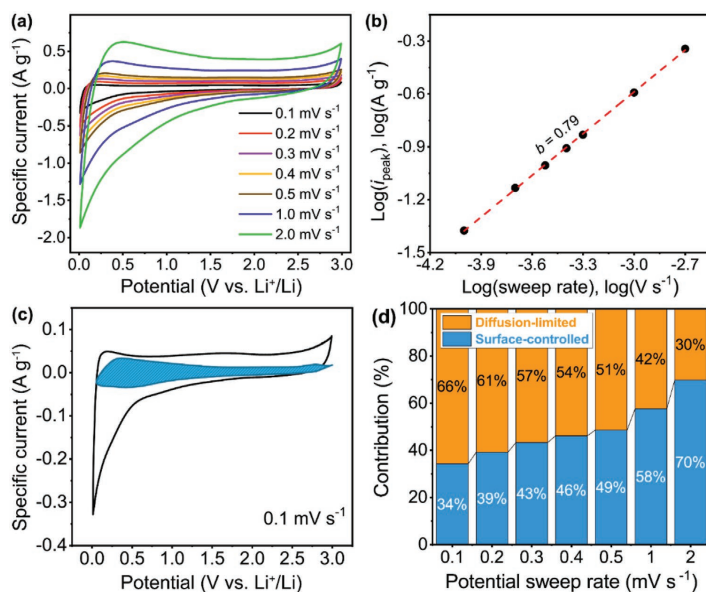 (a)
Specific current (A g⁻¹)
0.5
0.0
-0.5
-1.0
-1.5
-2.0
0.1 mV s⁻¹
0.2 mV s⁻¹
0.3 mV s⁻¹
0.4 mV s⁻¹
0.5 mV s⁻¹
1.0 mV s⁻¹
2.0 mV s⁻¹
0.0 0.5 1.0 1.5 2.0 2.5 3.0
Potential (V vs. Li⁺/Li)
(b)
Log(i_peak), log(A g⁻¹)
-0.3
-0.6
-0.9
-1.2
-1.5
b = 0.79
-4.2 -3.9 -3.6 -3.3 -3.0 -2.7
Log(sweep rate), log(V s⁻¹)
(c)
Specific current (A g⁻¹)
0.1
0.0
-0.1
-0.2
-0.3
-0.4
0.1 mV s⁻¹
0.0 0.5 1.0 1.5 2.0 2.5 3.0
Potential (V vs. Li⁺/Li)
(d)
Contribution (%)
100
80
60
40
20
0
Diffusion-limited
Surface-controlled
66% 61% 57% 54% 51% 42% 30%
34% 39% 43% 46% 49% 58% 70%
0.1 0.2 0.3 0.4 0.5 1 2
Potential sweep rate (mV s⁻¹)